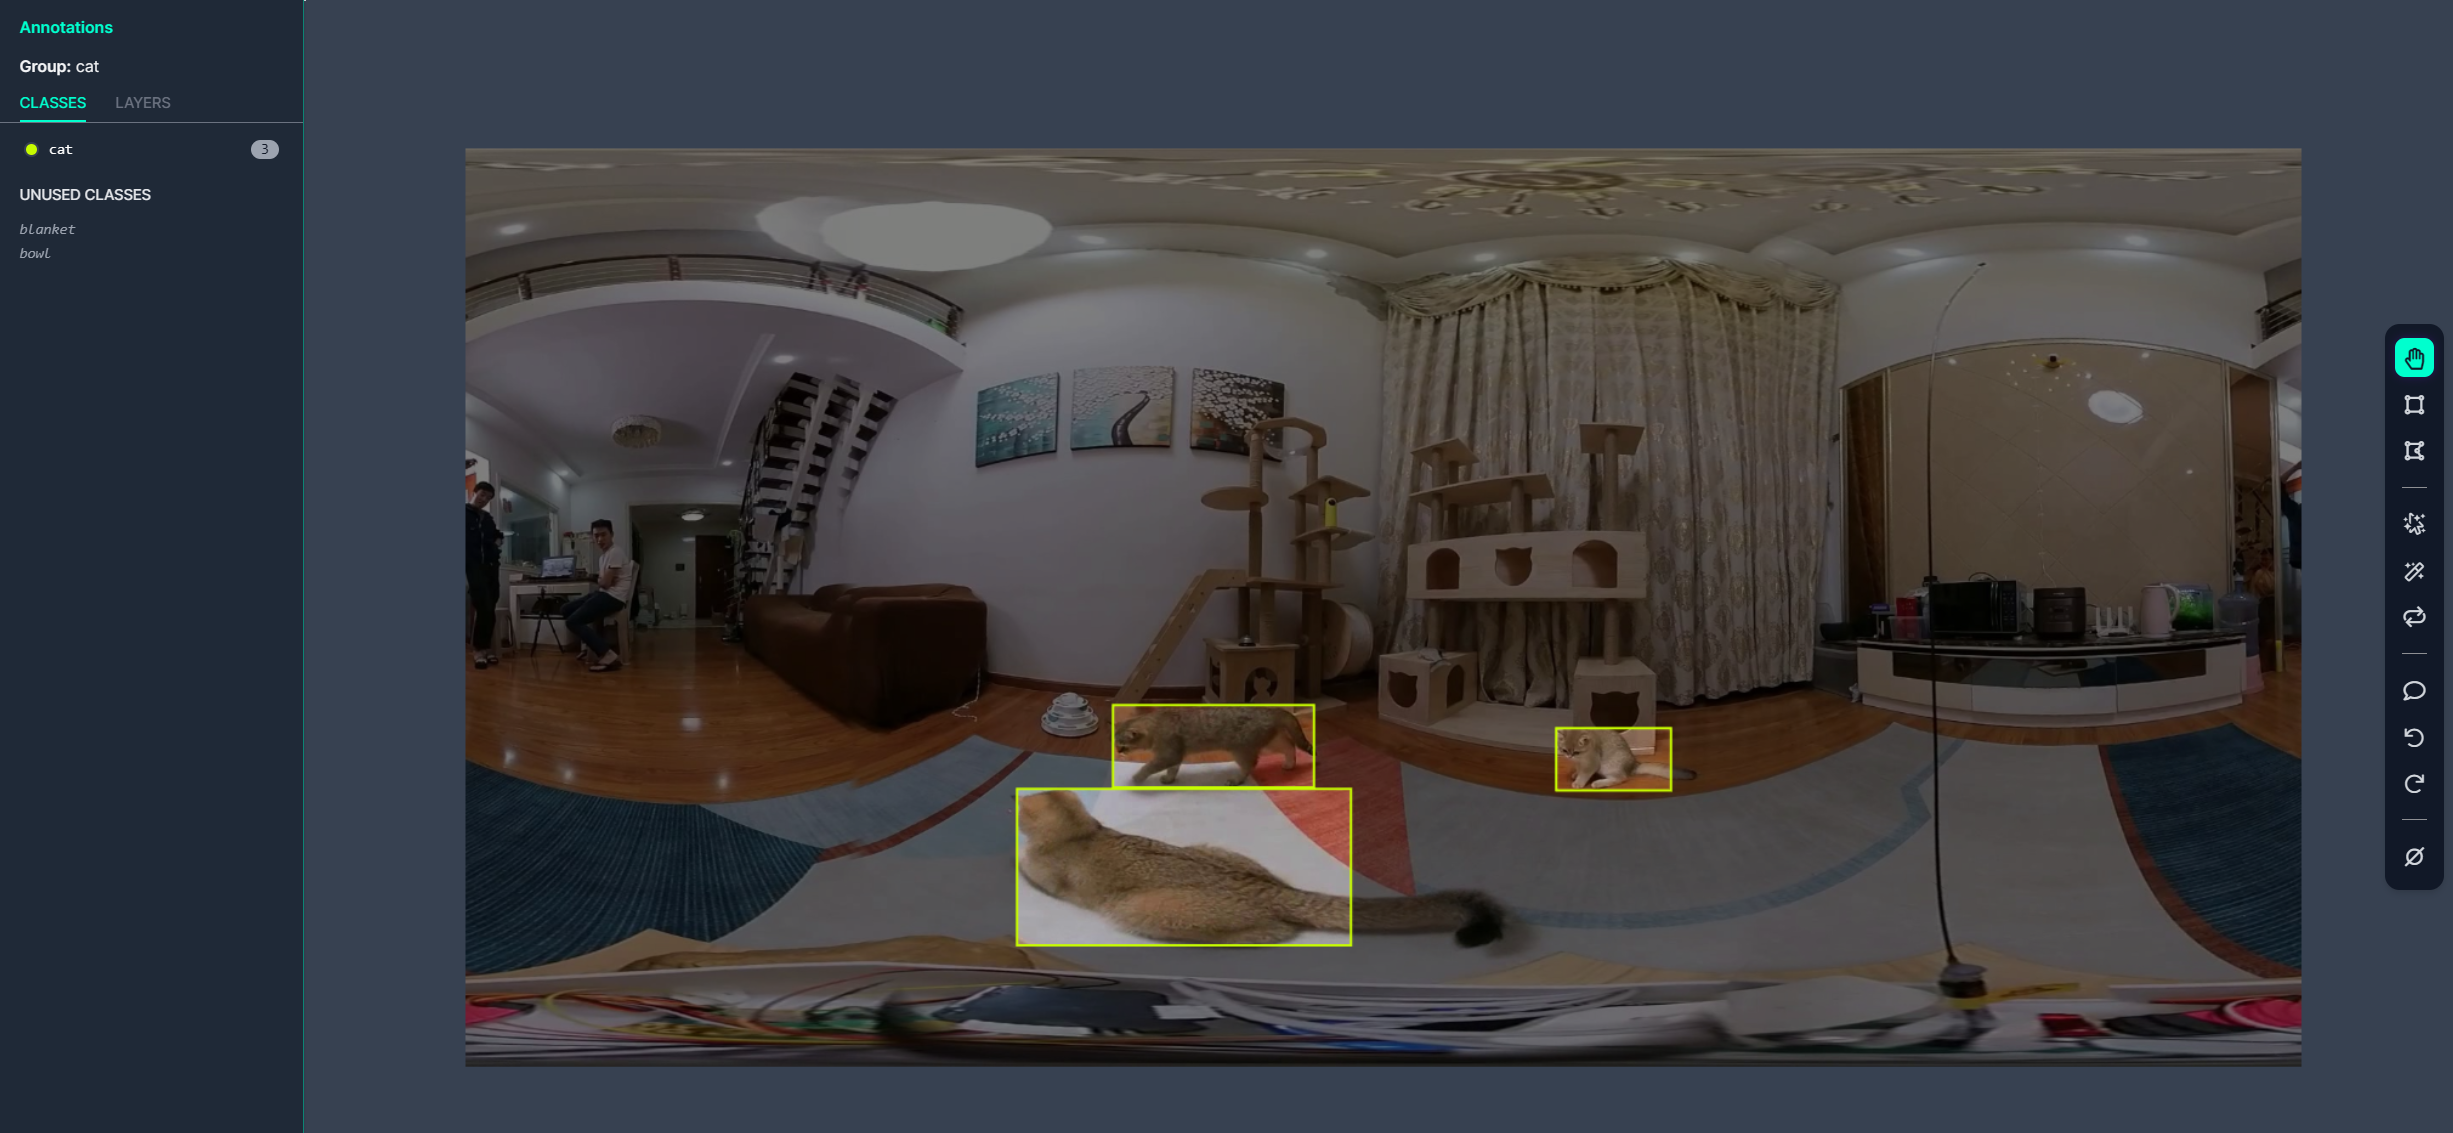 Annotations
Group: cat
CLASSES LAYERS
cat 3
UNUSED CLASSES
blanket
bowl